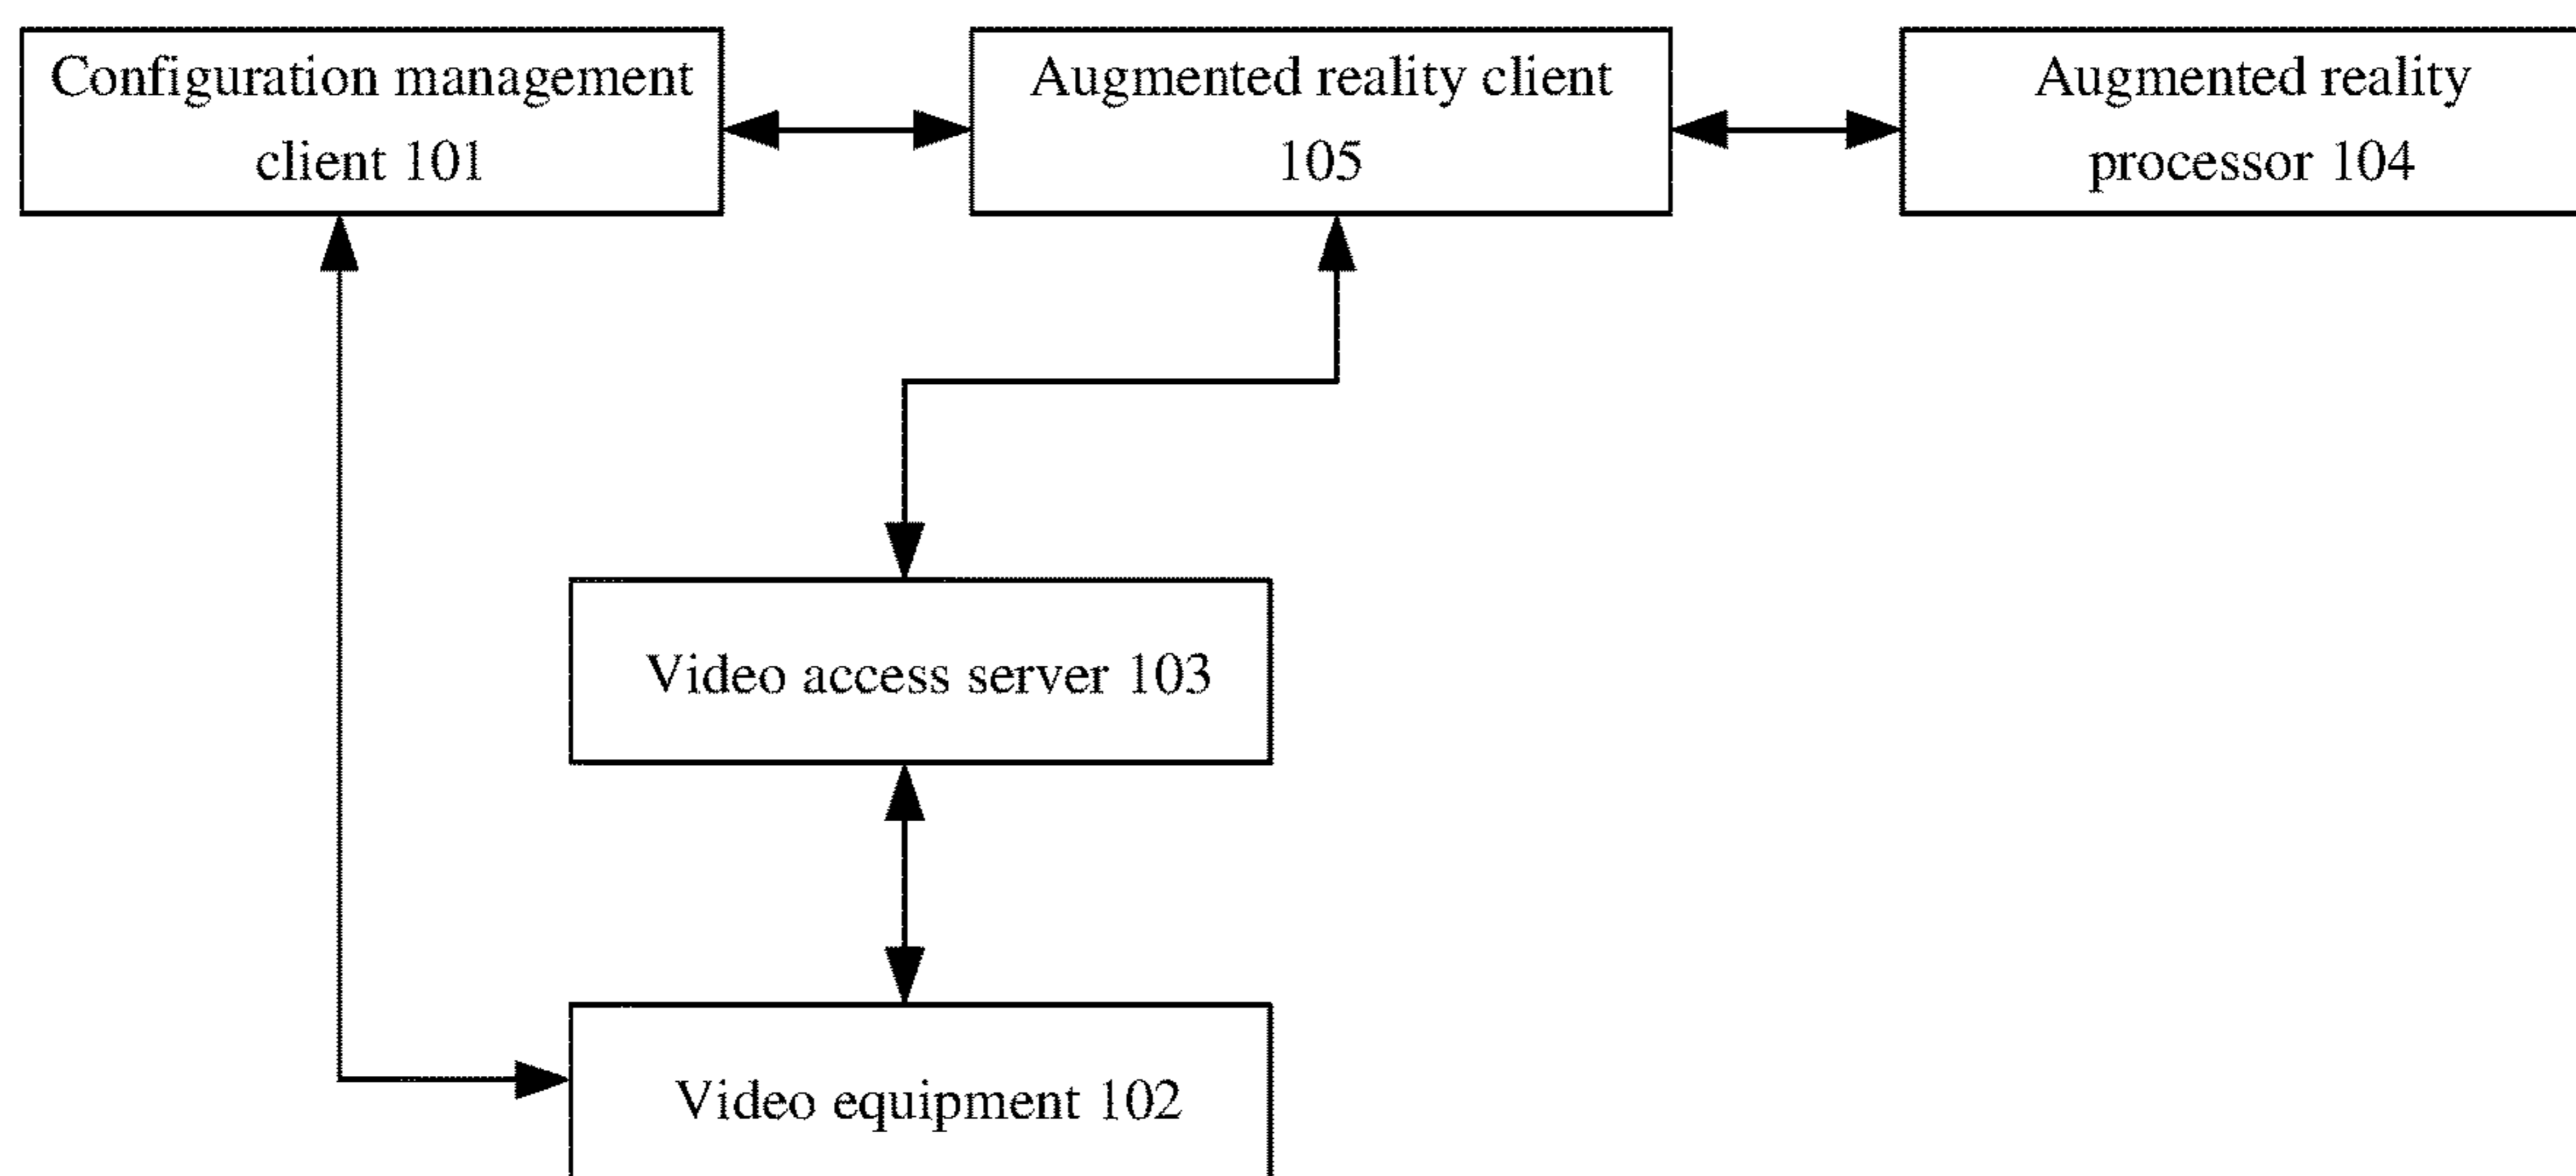 Configuration management
client 101
Augmented reality client
105
Augmented reality
processor 104
Video access server 103
Video equipment 102